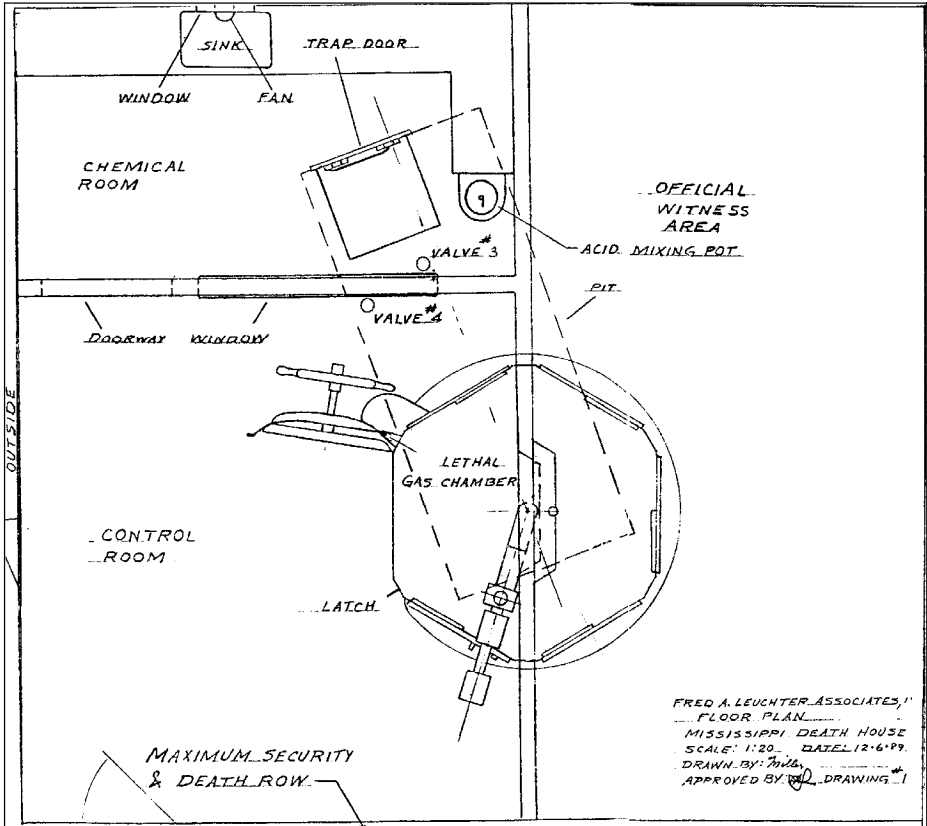 SINK
TRAP DOOR
WINDOW
FAN
CHEMICAL
ROOM
OFFICIAL
WITNESS
AREA
9
ACID MIXING POT
VALVE #3
PIT
VALVE #4
DOORWAY
WINDOW
OUTSIDE
LETHAL
GAS CHAMBER
CONTROL
ROOM
LATCH
FRED A. LEUCHTER ASSOCIATES,
FLOOR PLAN
MISSISSIPPI DEATH HOUSE
SCALE: 1:20 DATE: 12-6-89
DRAWN BY: Miller
APPROVED BY: DRAWING #1
MAXIMUM SECURITY
& DEATH ROW